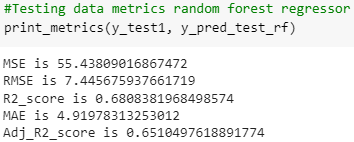 #Testing data metrics random forest regressor
print_metrics(y_test1, y_pred_test_rf)
MSE is 55.43809016867472
RMSE is 7.445675937661719
R2_score is 0.6808381968498574
MAE is 4.91978313253012
Adj_R2_score is 0.6510497618891774